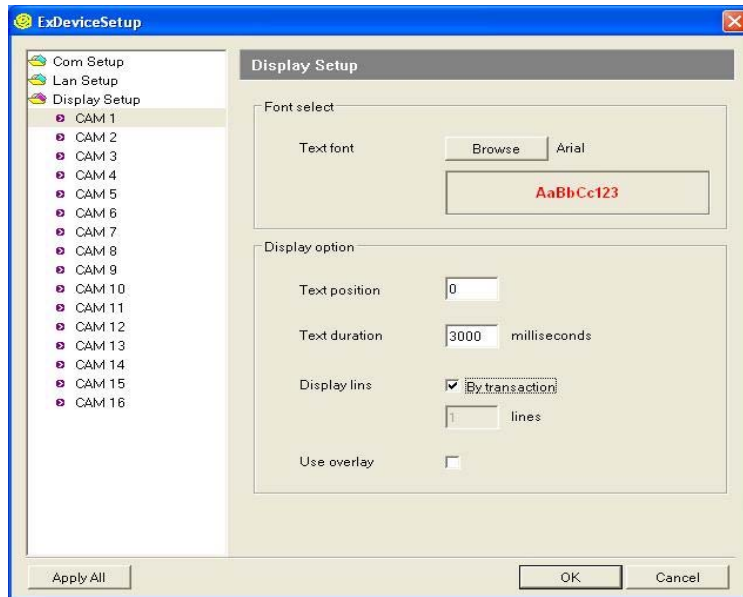 ExDeviceSetup
Com Setup
Lan Setup
Display Setup
CAM 1
CAM 2
CAM 3
CAM 4
CAM 5
CAM 6
CAM 7
CAM 8
CAM 9
CAM 10
CAM 11
CAM 12
CAM 13
CAM 14
CAM 15
CAM 16
Display Setup
Font select
Text font Browse Arial
AaBbCc123
Display option
Text position 0
Text duration 3000 milliseconds
Display lins By transaction
1 lines
Use overlay
Apply All OK Cancel